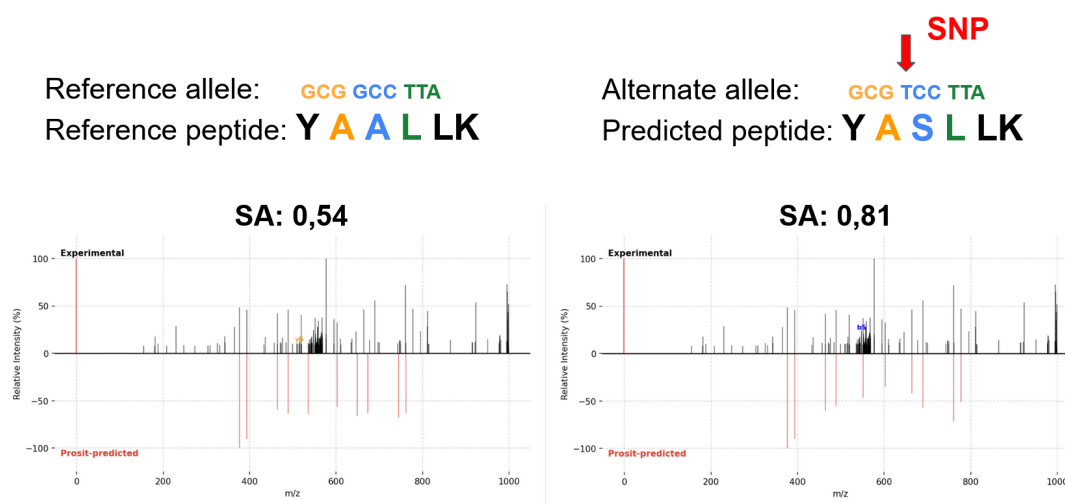 SNP
Reference allele: GCG GCC TTA
Reference peptide: Y A A L LK
Alternate allele: GCG TCC TTA
Predicted peptide: Y A S L LK
SA: 0,54
Experimental
100
50
0
−50
−100
Relative Intensity (%)
Prosit-predicted
0 200 400 600 800 1000
m/z
SA: 0,81
Experimental
100
50
0
−50
−100
Relative Intensity (%)
b5
Prosit-predicted
0 200 400 600 800 1000
m/z